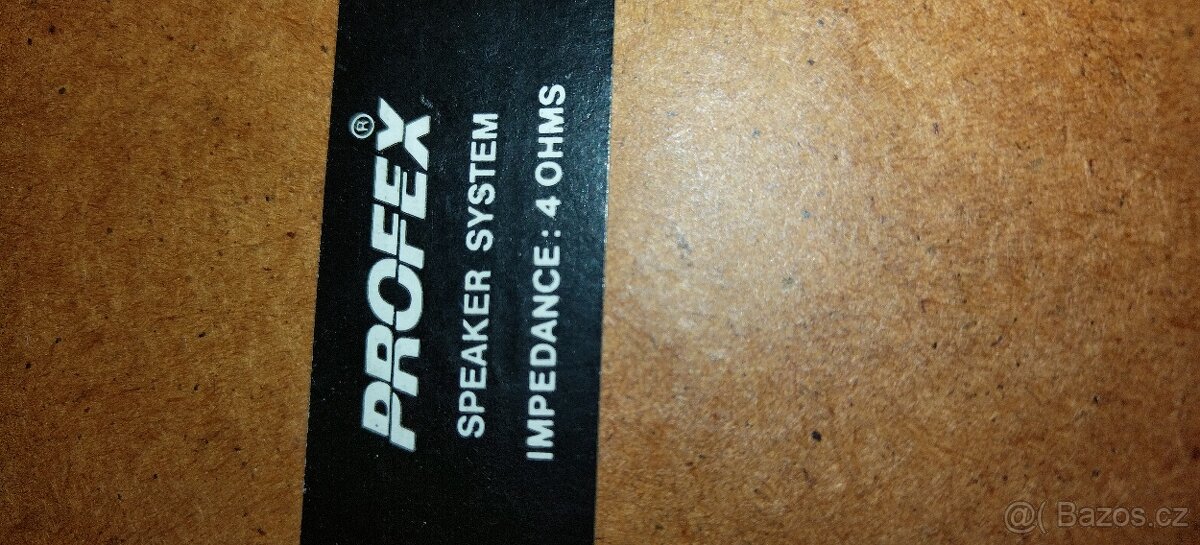 PROFEX®
SPEAKER SYSTEM
IMPEDANCE : 4 OHMS
@( Bazos.cz